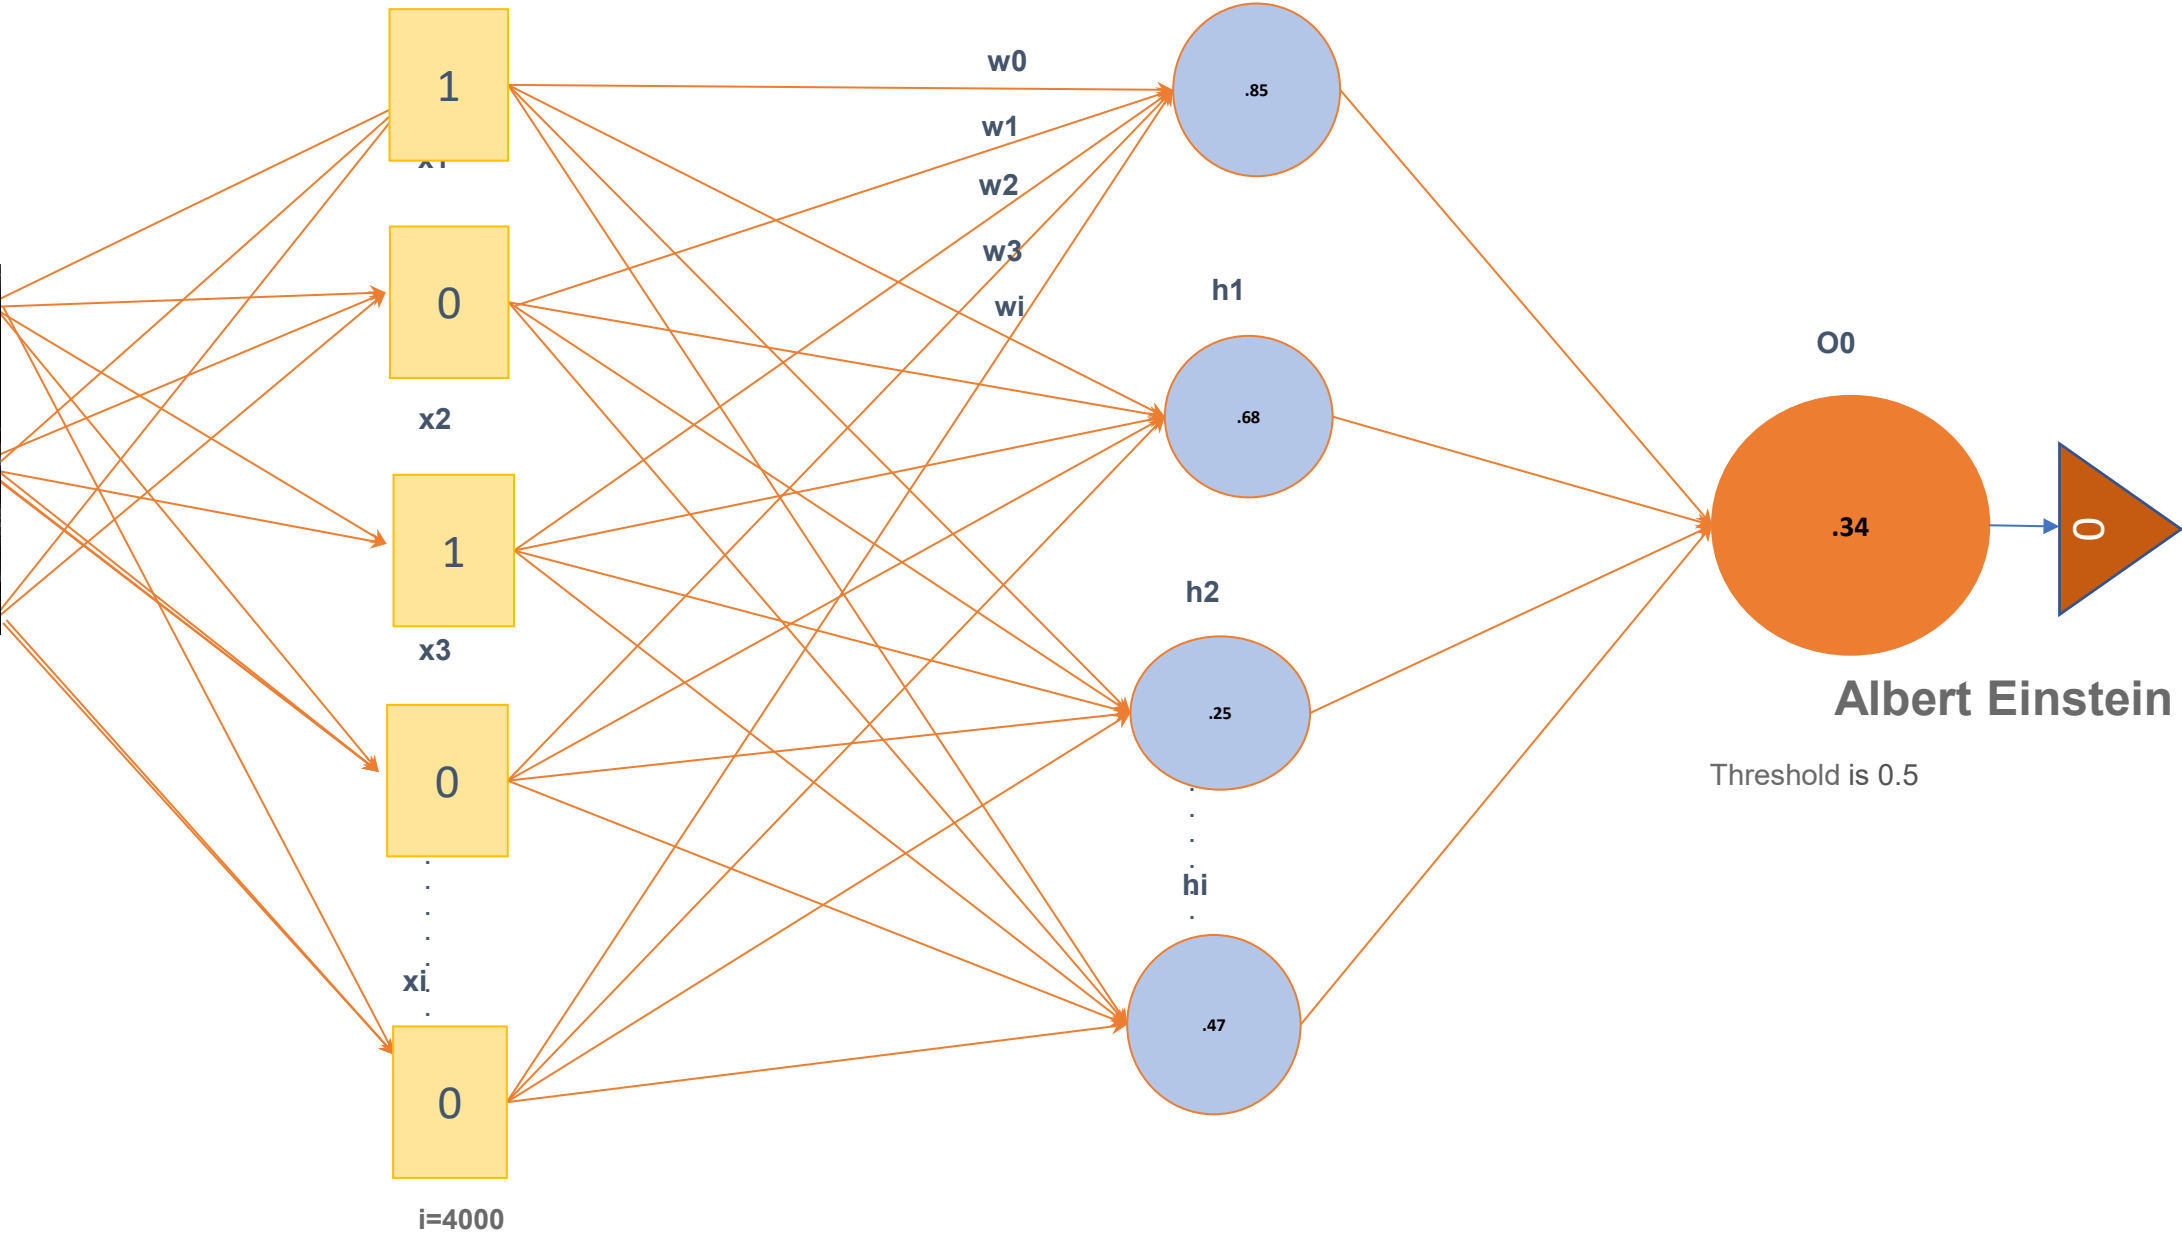 1
x1
0
x2
1
x3
0
xi
0
i=4000
w0
w1
w2
w3
wi
.85
h1
.68
h2
.25
hi
.47
O0
.34
0
Albert Einstein
Threshold is 0.5